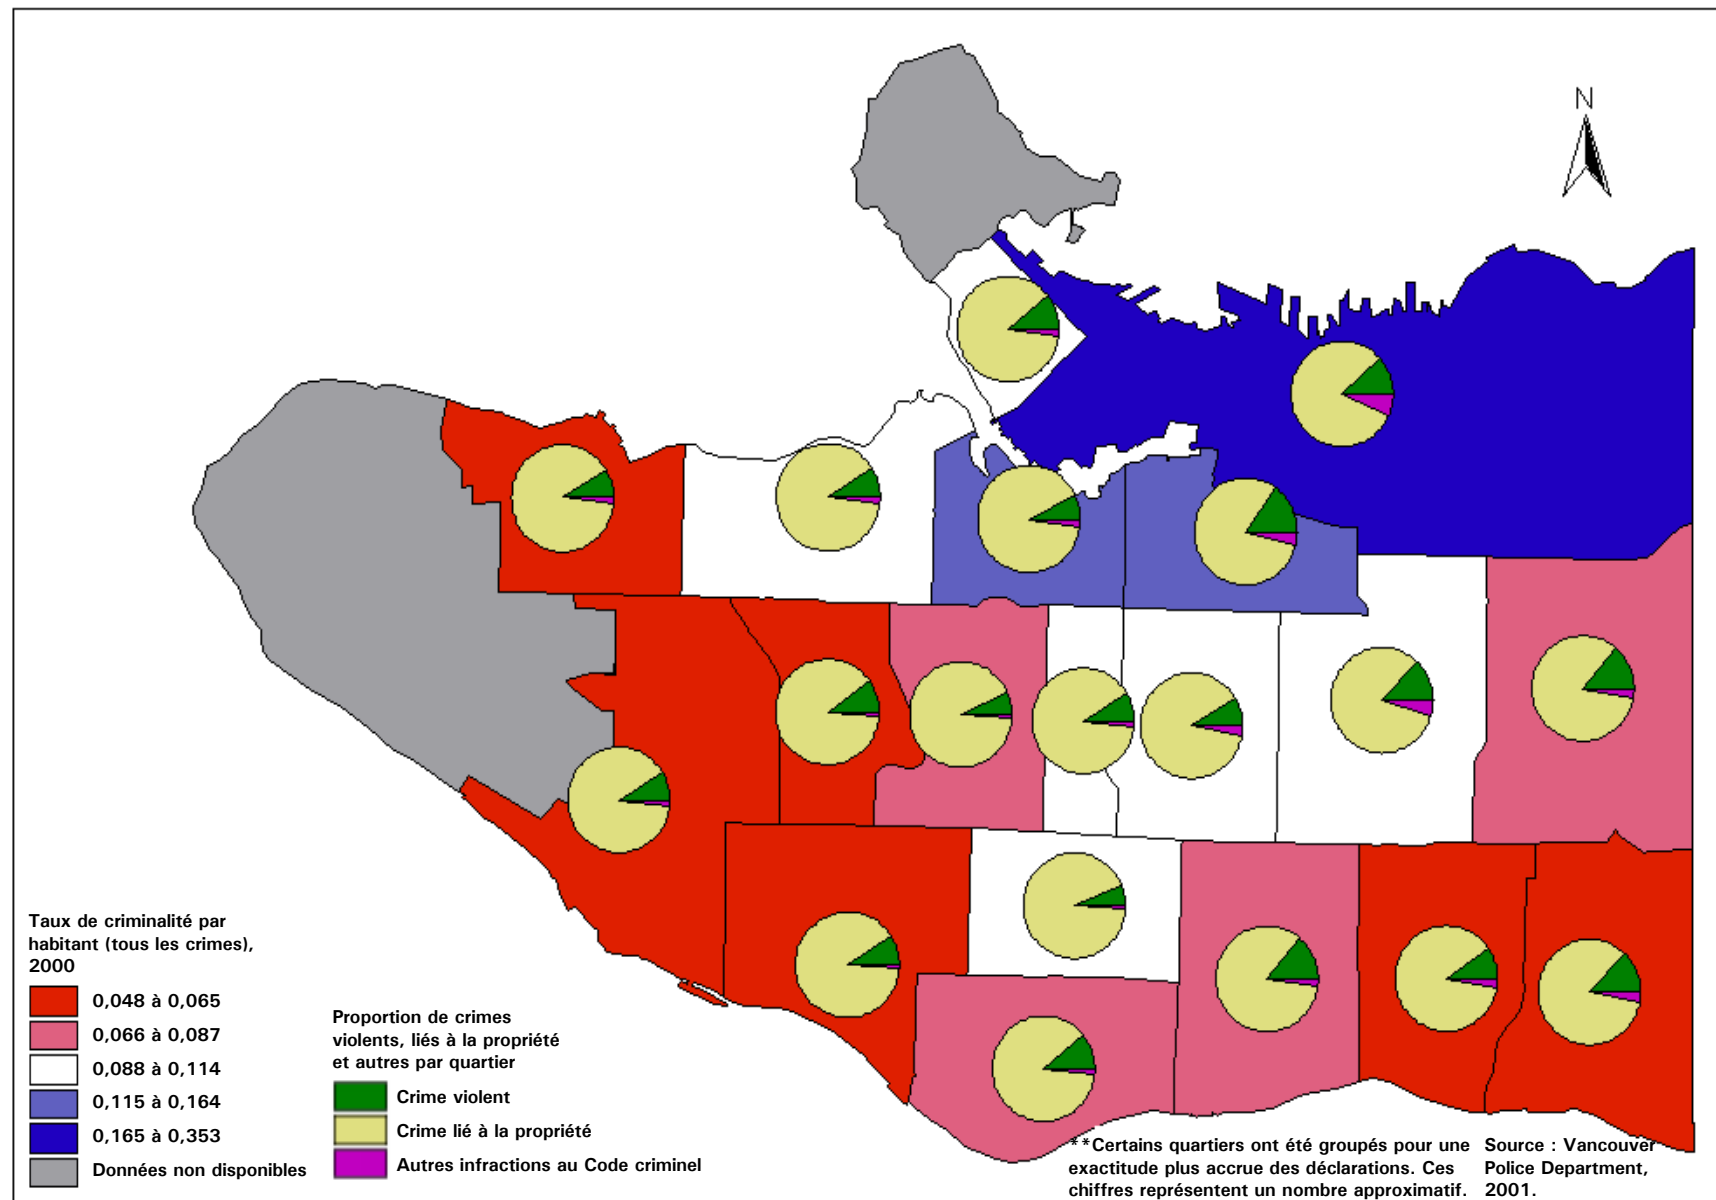 N
Taux de criminalité par
habitant (tous les crimes),
2000
0,048 à 0,065
0,066 à 0,087
0,088 à 0,114
0,115 à 0,164
0,165 à 0,353
Données non disponibles
Proportion de crimes
violents, liés à la propriété
et autres par quartier
Crime violent
Crime lié à la propriété
Autres infractions au Code criminel
**Certains quartiers ont été groupés pour une
exactitude plus accrue des déclarations. Ces
chiffres représentent un nombre approximatif.
Source : Vancouver
Police Department,
2001.